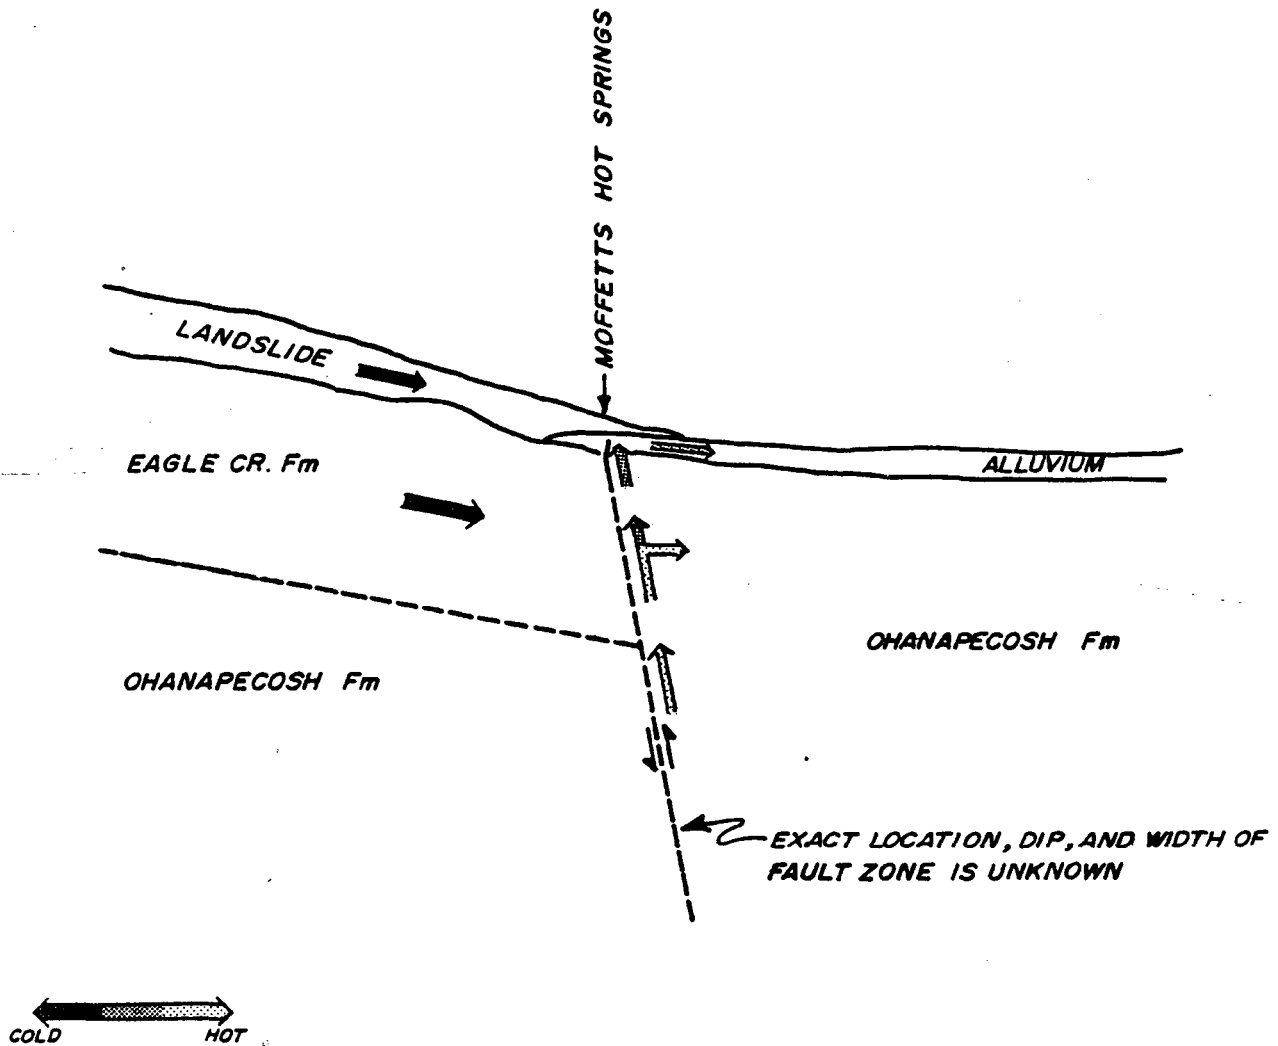 MOFFETTS HOT SPRINGS
LANDSLIDE
EAGLE CR. Fm
ALLUVIUM
OHANAPECOSH Fm
OHANAPECOSH Fm
EXACT LOCATION, DIP, AND WIDTH OF
FAULT ZONE IS UNKNOWN
COLD
HOT